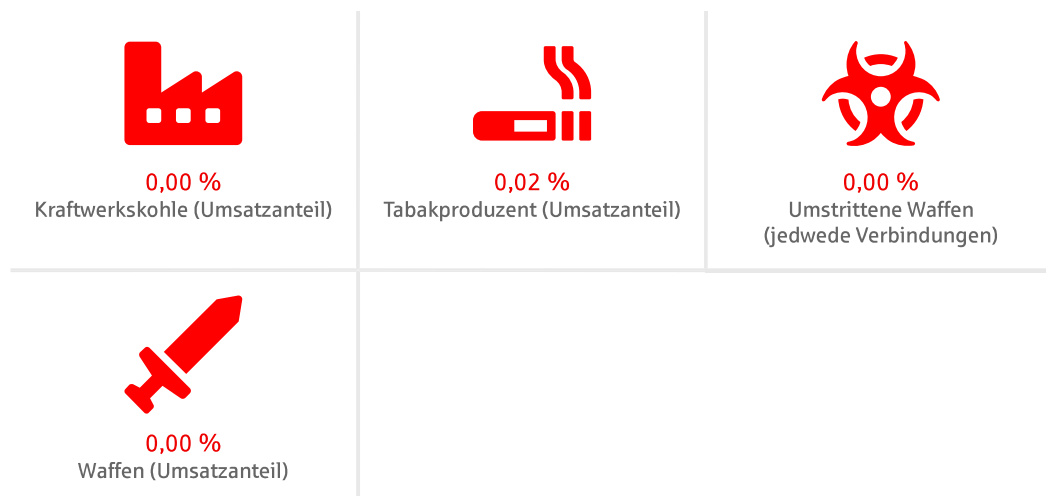 0,00 %
Kraftwerkskohle (Umsatzanteil)
0,02 %
Tabakproduzent (Umsatzanteil)
0,00 %
Umstrittene Waffen
(jedwede Verbindungen)
0,00 %
Waffen (Umsatzanteil)